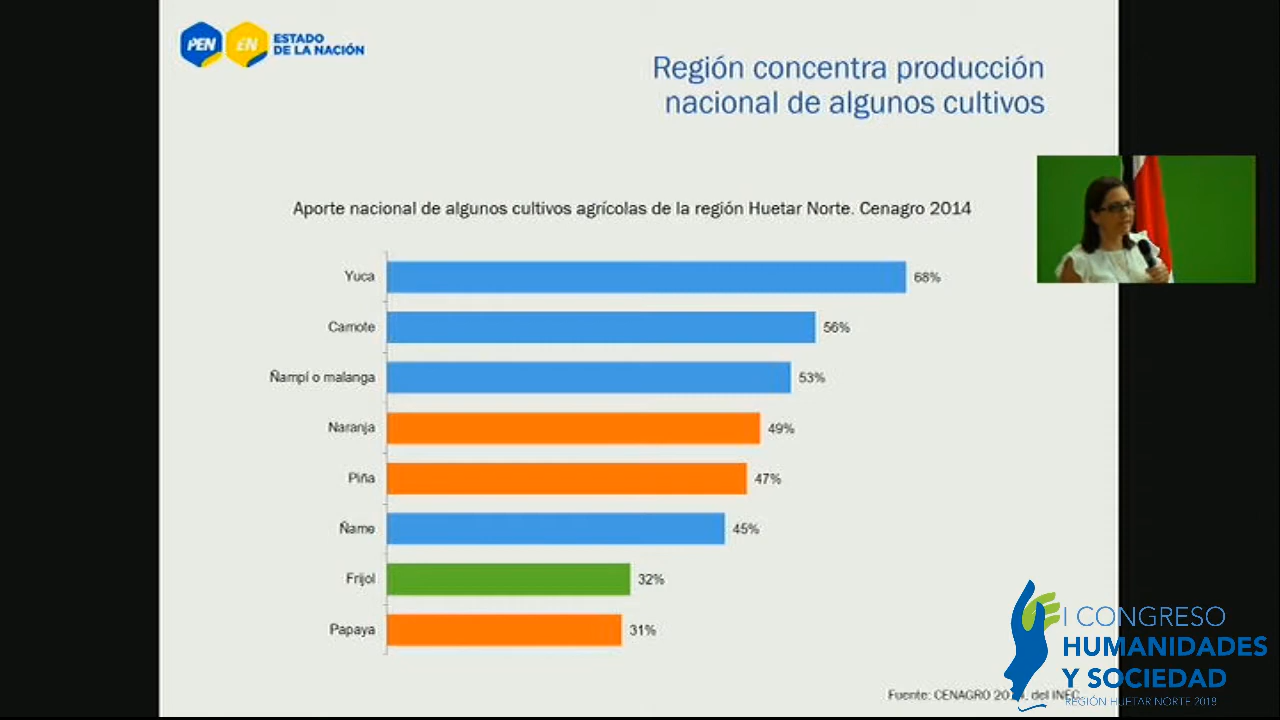 PEN EN ESTADO
DE LA NACIÓN
Región concentra producción
nacional de algunos cultivos
Aporte nacional de algunos cultivos agrícolas de la región Huetar Norte. Cenagro 2014
Yuca 68%
Camote 56%
Ñampí o malanga 53%
Naranja 49%
Piña 47%
Ñame 45%
Frijol 32%
Papaya 31%
I CONGRESO
HUMANIDADES
Y SOCIEDAD
REGIÓN HUETAR NORTE 2018
Fuente: CENAGRO del INEC